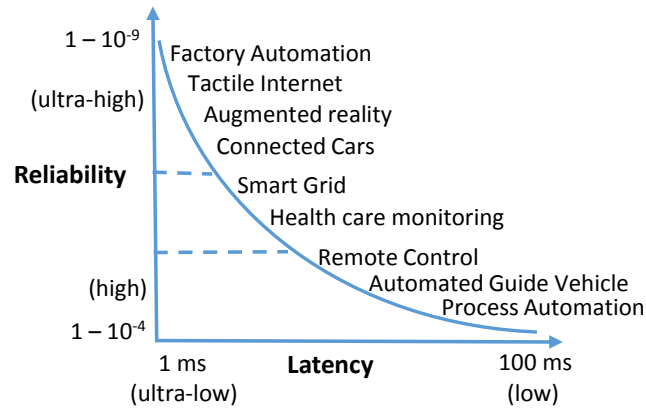 1 – 10⁻⁹
Factory Automation
Tactile Internet
(ultra-high)
Augmented reality
Connected Cars
Reliability
Smart Grid
Health care monitoring
Remote Control
Automated Guide Vehicle
(high)
Process Automation
1 – 10⁻⁴
1 ms
Latency
100 ms
(ultra-low)
(low)